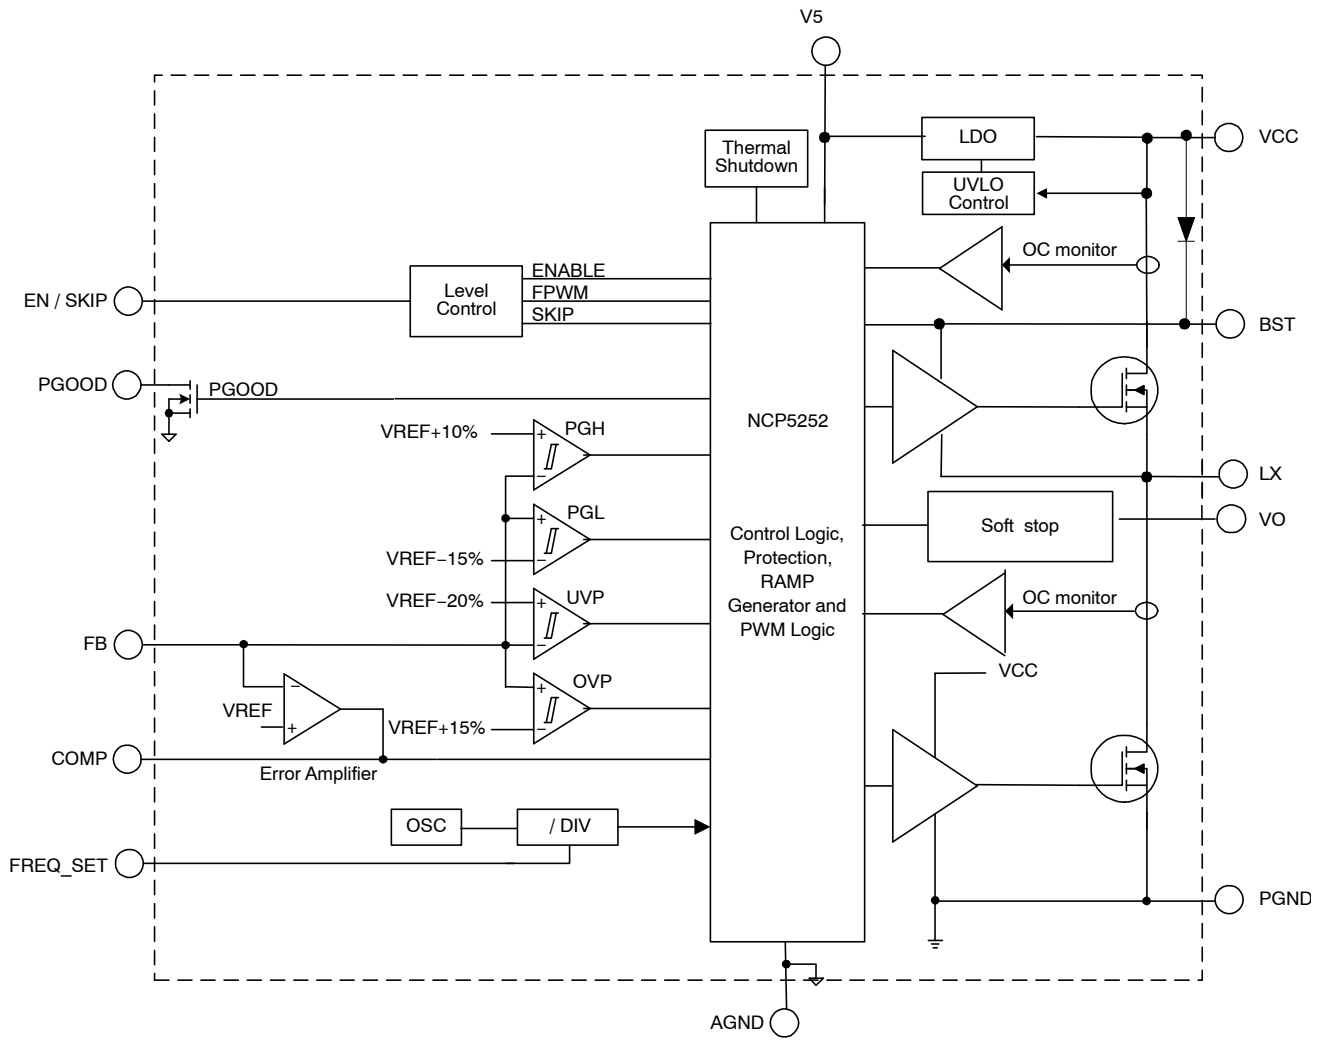 V5
Thermal
Shutdown
LDO
VCC
UVLO
Control
OC monitor
EN / SKIP
Level
Control
ENABLE
FPWM
SKIP
BST
PGOOD
PGOOD
NCP5252
VREF+10%
+
PGH
−
LX
+
PGL
VREF−15%
−
Soft stop
VO
Control Logic,
Protection,
RAMP
Generator and
PWM Logic
VREF−20%
+
UVP
−
OC monitor
FB
VCC
+
OVP
VREF+15%
−
−
VREF
+
Error Amplifier
COMP
OSC
/ DIV
FREQ_SET
PGND
AGND